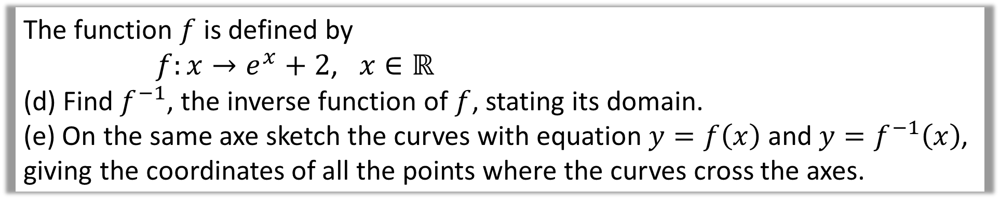 The function f is defined by
f: x → eˣ + 2,  x ∈ ℝ
(d) Find f⁻¹, the inverse function of f, stating its domain.
(e) On the same axe sketch the curves with equation y = f(x) and y = f⁻¹(x),
giving the coordinates of all the points where the curves cross the axes.